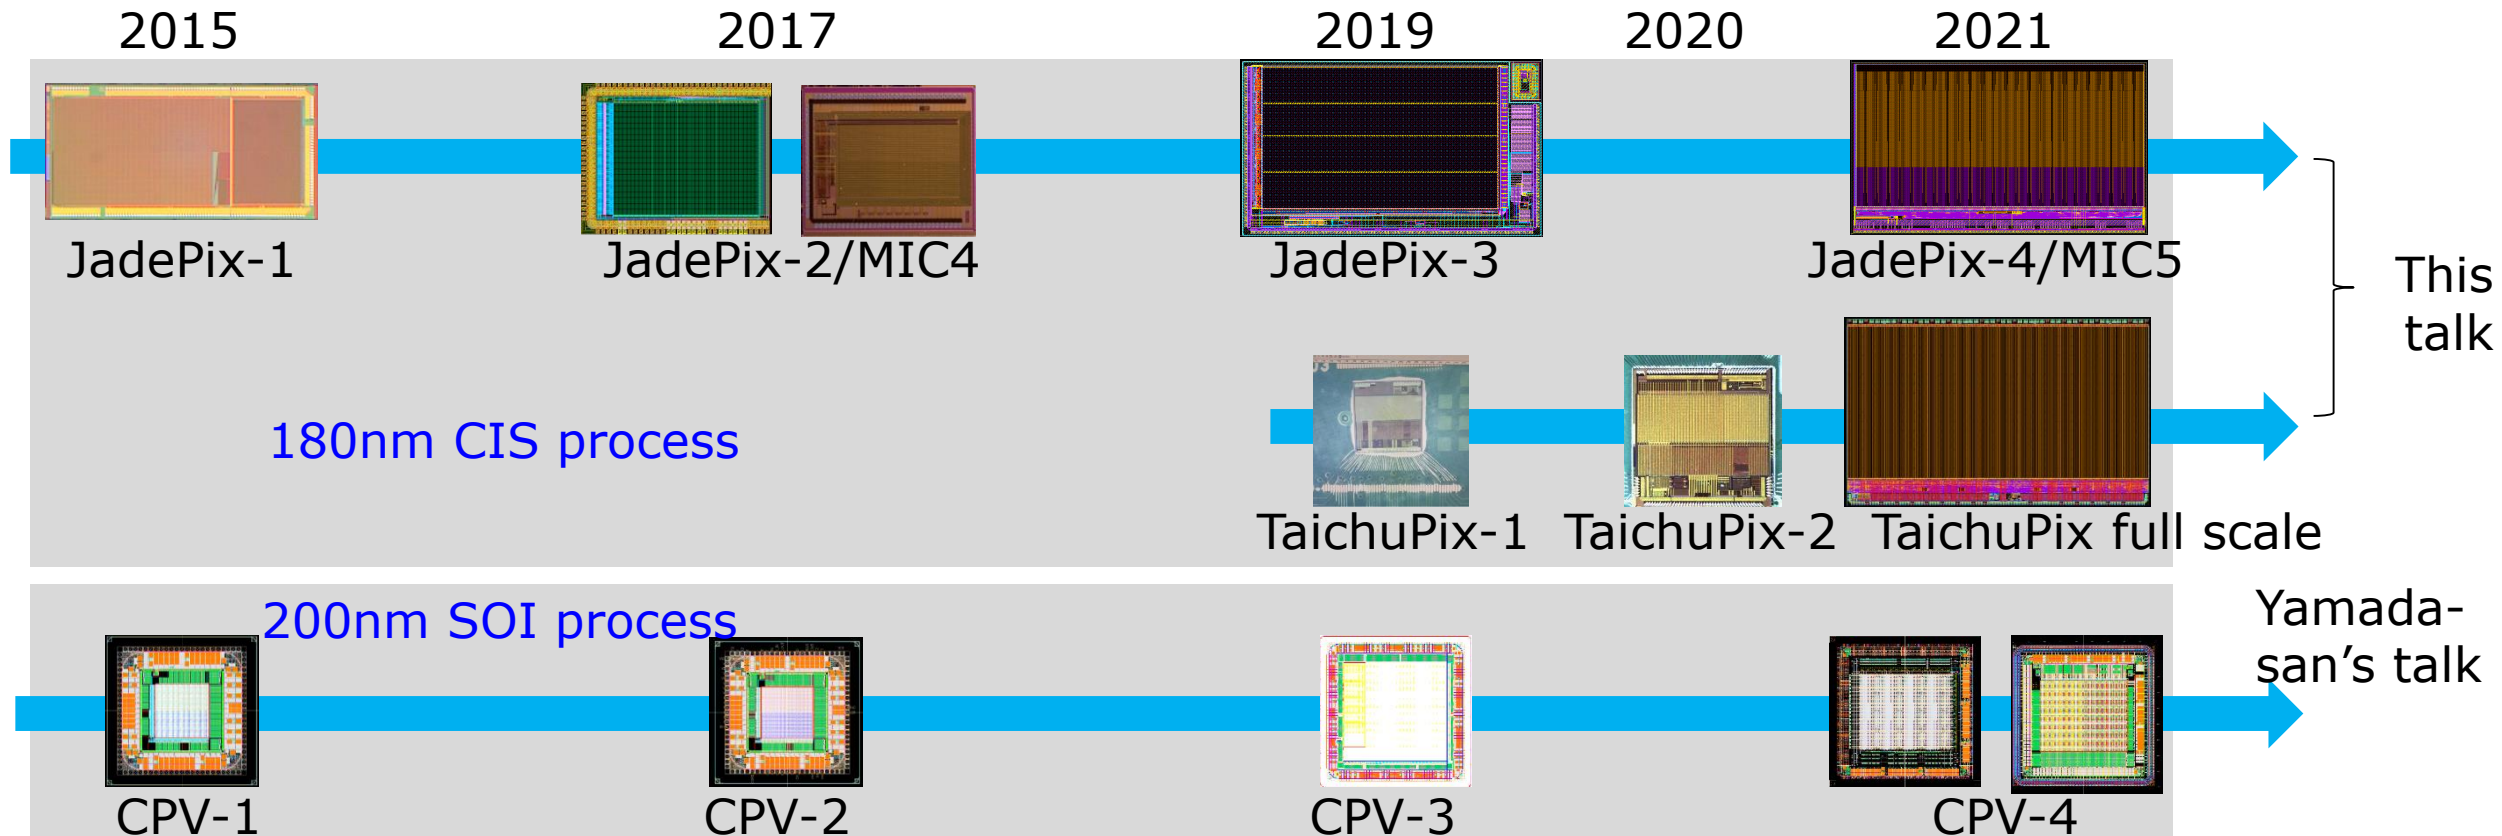 2015
2017
2019
2020
2021
JadePix-1
JadePix-2/MIC4
JadePix-3
JadePix-4/MIC5
This
talk
180nm CIS process
TaichuPix-1
TaichuPix-2
TaichuPix full scale
200nm SOI process
Yamada-
san’s talk
CPV-1
CPV-2
CPV-3
CPV-4